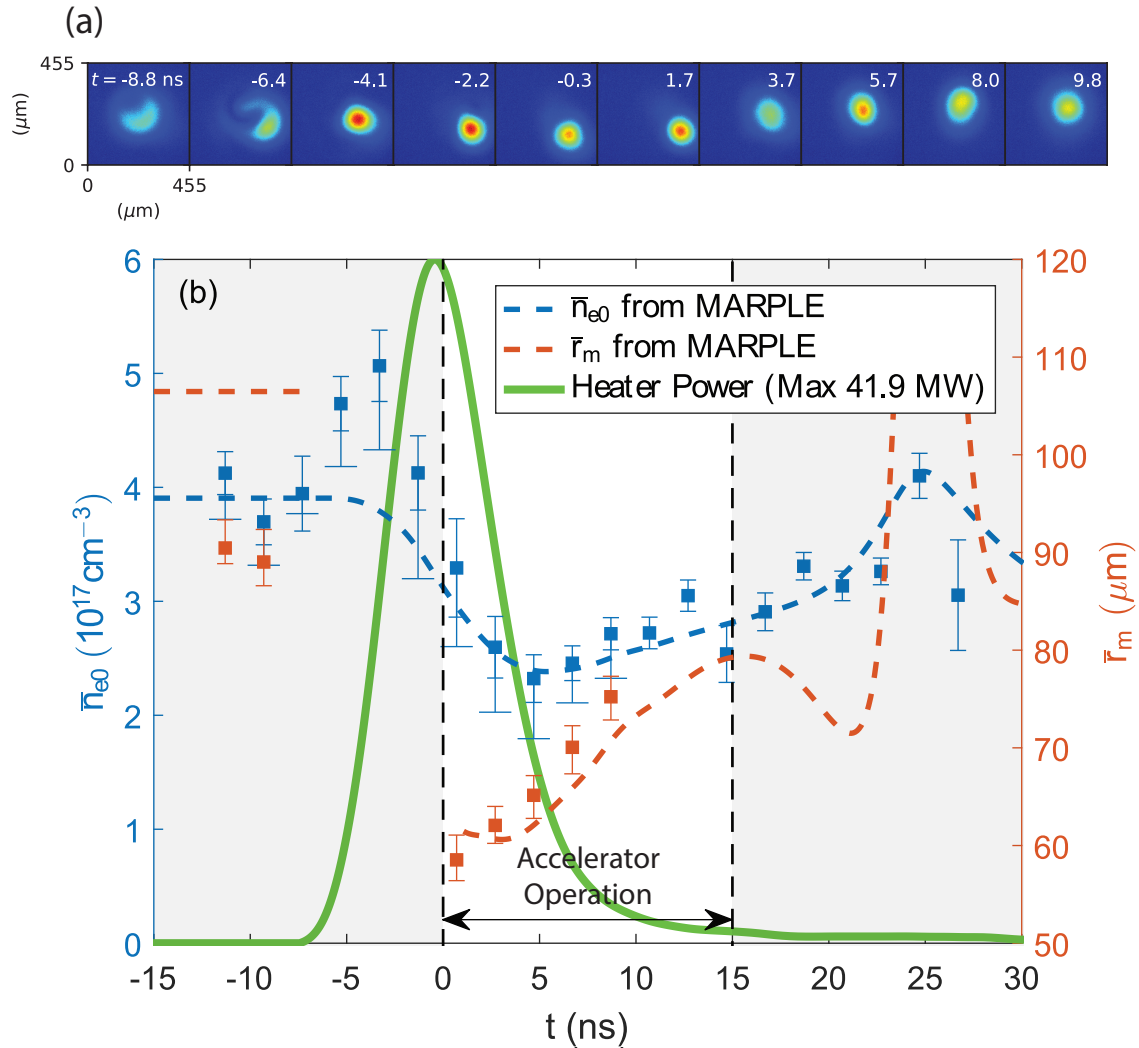 (a)
455
(μm)
0
t = -8.8 ns
-6.4
-4.1
-2.2
-0.3
1.7
3.7
5.7
8.0
9.8
0
455
(μm)
(b)
6
5
4
3
2
1
0
n̅e0 (10¹⁷cm⁻³)
n̅e0 from MARPLE
r̅m from MARPLE
Heater Power (Max 41.9 MW)
Accelerator
Operation
120
110
100
90
80
70
60
50
r̅m (μm)
-15
-10
-5
0
5
10
15
20
25
30
t (ns)